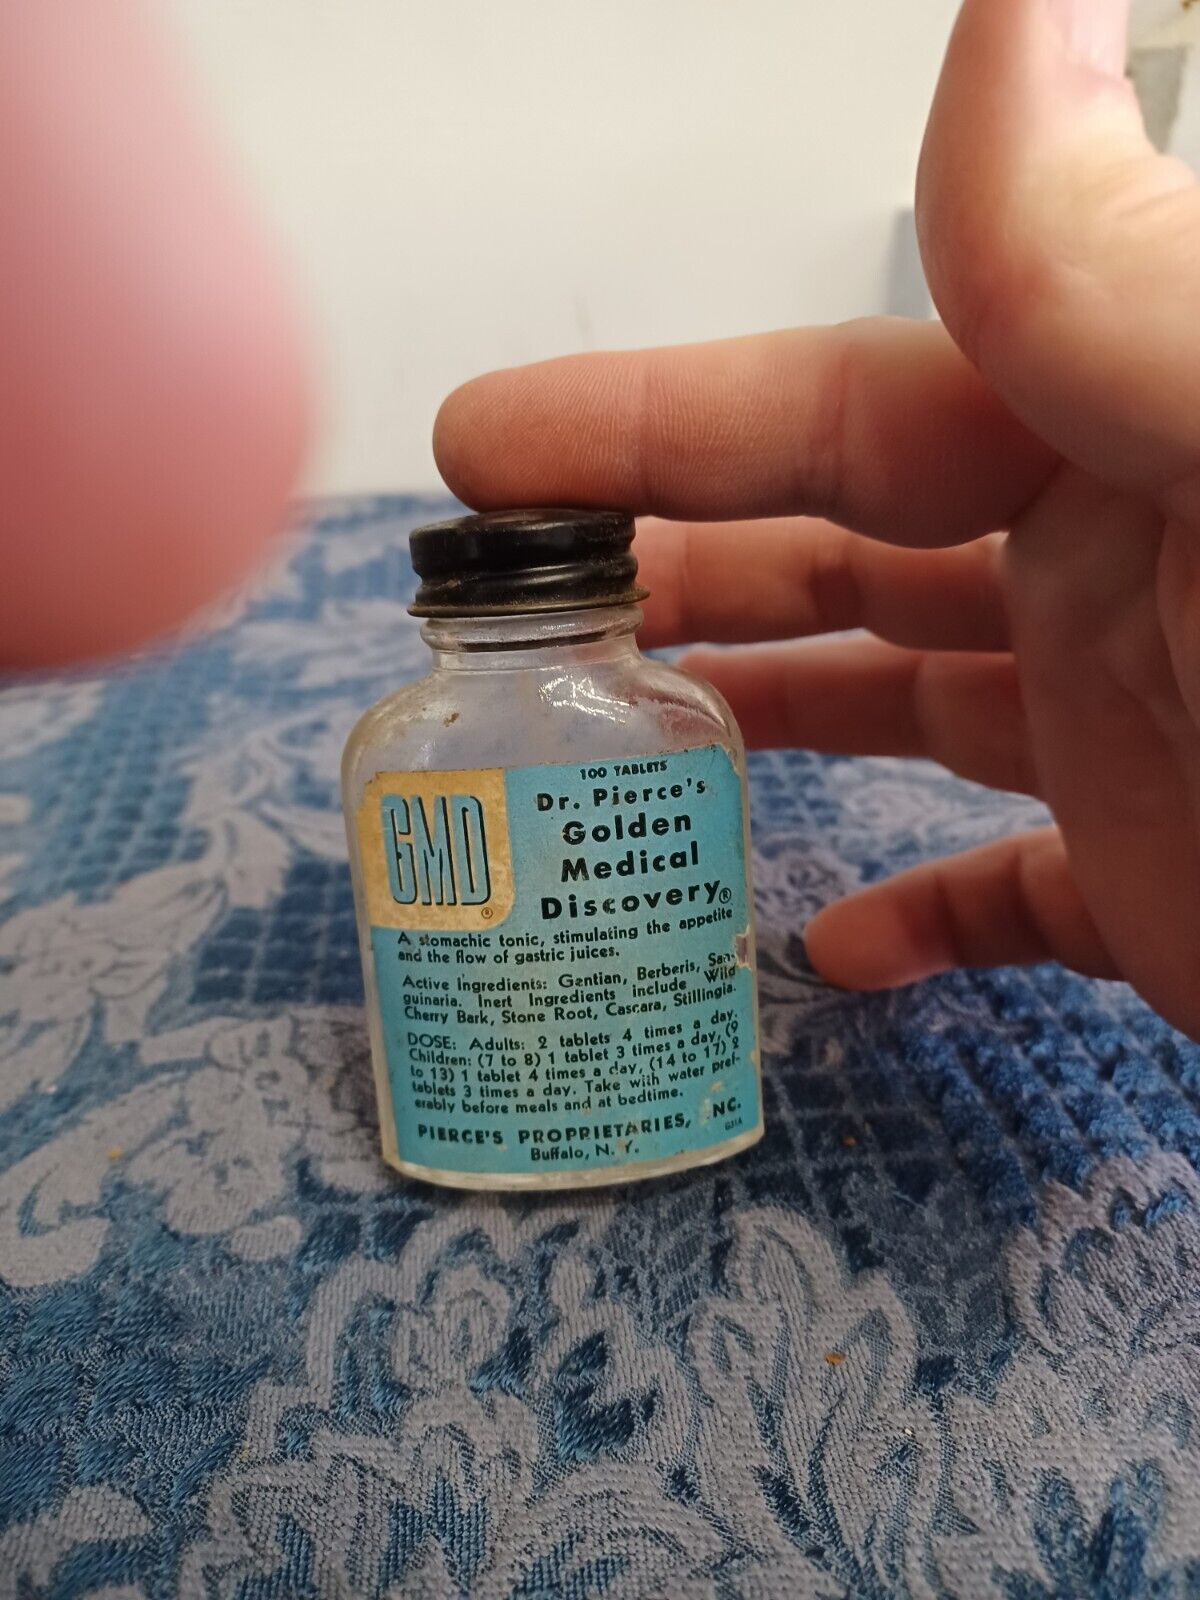 GMD®
100 TABLETS
Dr. Pierce's
Golden
Medical
Discovery®
A stomachic tonic, stimulating the appetite
and the flow of gastric juices.
Active Ingredients: Gentian, Berberis, San-
guinaria. Inert Ingredients include Wild
Cherry Bark, Stone Root, Cascara, Stillingia.
DOSE: Adults: 2 tablets 4 times a day.
Children: (7 to 8) 1 tablet 3 times a day, (9
to 13) 1 tablet 4 times a day, (14 to 17) 2
tablets 3 times a day. Take with water pref-
erably before meals and at bedtime.
PIERCE'S PROPRIETARIES, NC.
Buffalo, N. Y.